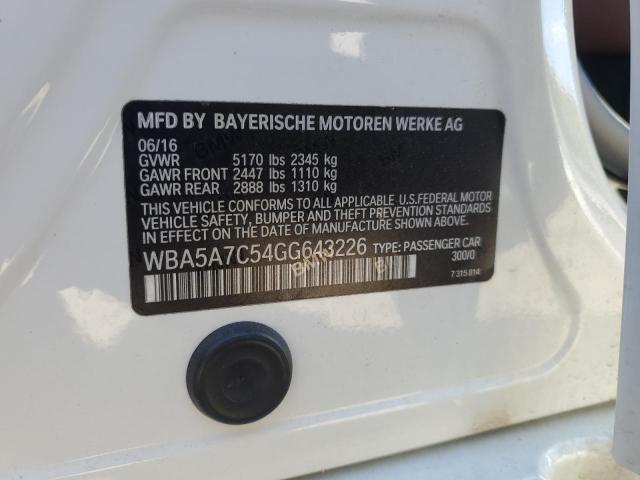 MFD BY BAYERISCHE MOTOREN WERKE AG
06/16
GVWR 5170 lbs 2345 kg
GAWR FRONT 2447 lbs 1110 kg
GAWR REAR 2888 lbs 1310 kg
THIS VEHICLE CONFORMS TO ALL APPLICABLE U.S.FEDERAL MOTOR
VEHICLE SAFETY, BUMPER, AND THEFT PREVENTION STANDARDS
IN EFFECT ON THE DATE OF MANUFACTURE SHOWN ABOVE.
WBA5A7C54GG643226 TYPE: PASSENGER CAR
300/0
7 315 814
BMW